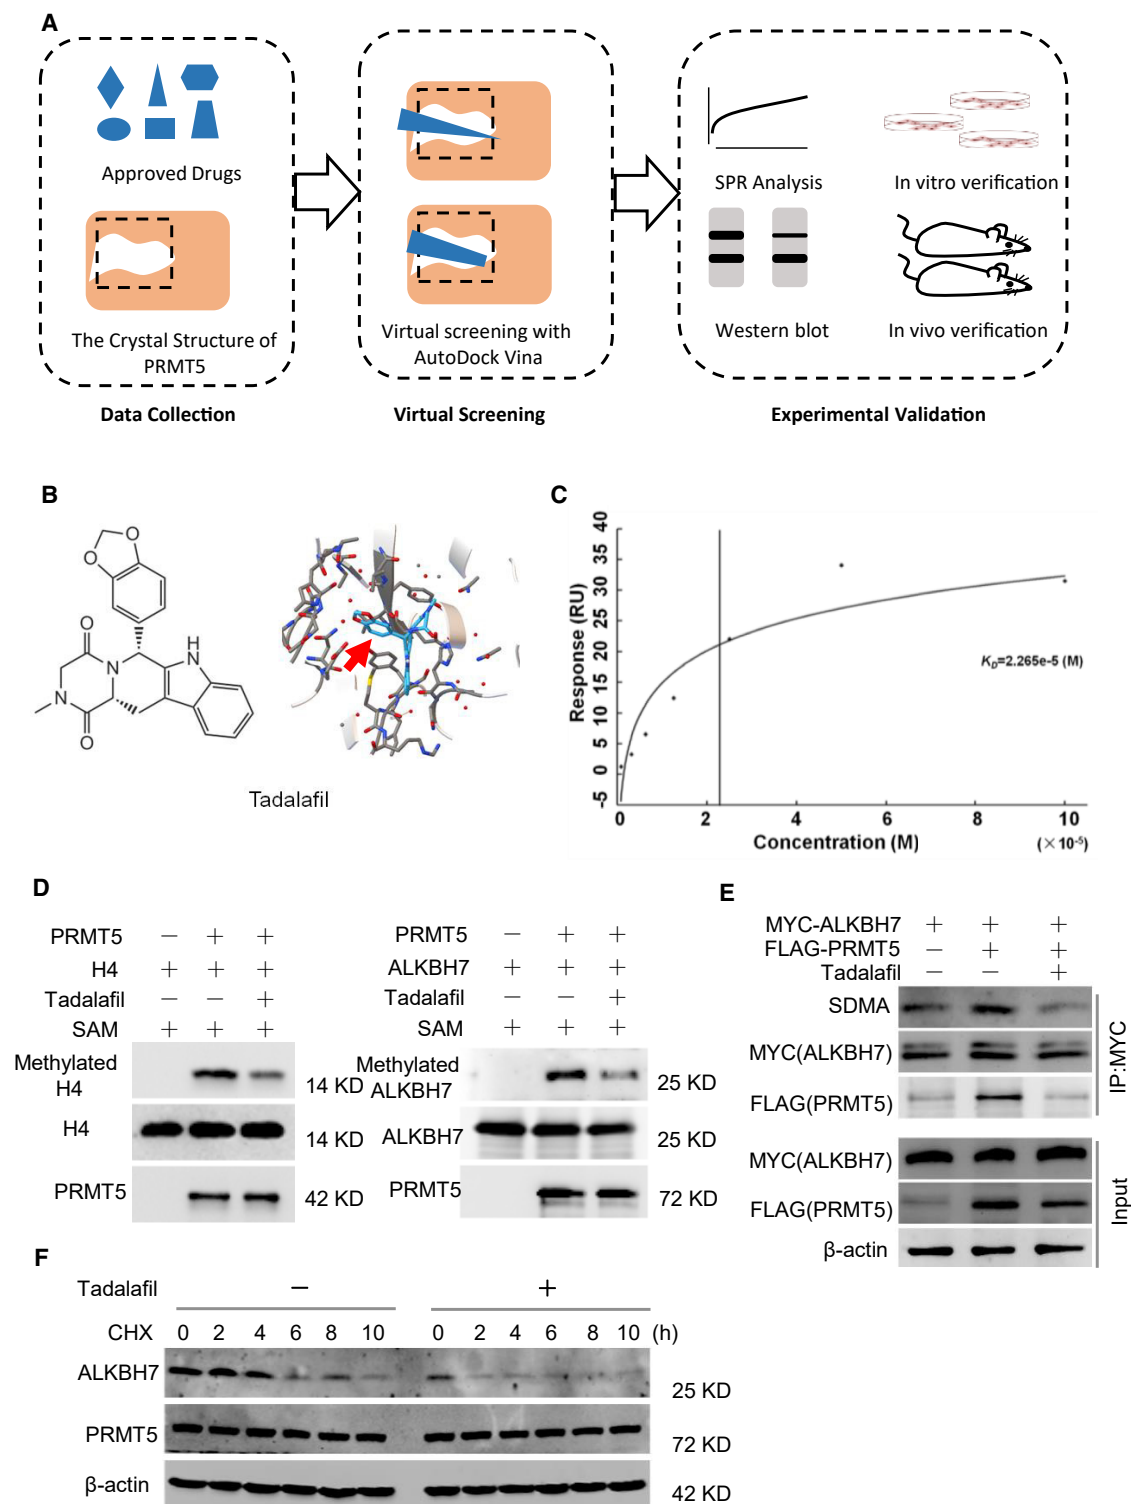 A
Approved Drugs
The Crystal Structure of
PRMT5
Data Collection
Virtual screening with
AutoDock Vina
Virtual Screening
SPR Analysis
In vitro verification
Western blot
In vivo verification
Experimental Validation
B
O
O
O
H
N
N
N
O
Tadalafil
C
Response (RU)
40
35
30
25
20
15
10
5
0
-5
K_D=2.265e-5 (M)
0 2 4 6 8 10
Concentration (M)
(×10⁻⁵)
D
PRMT5 − + +
H4 + + +
Tadalafil − − +
SAM + + +
Methylated
H4
14 KD
H4
14 KD
PRMT5
42 KD
PRMT5 − + +
ALKBH7 + + +
Tadalafil − − +
SAM + + +
Methylated
ALKBH7
25 KD
ALKBH7
25 KD
PRMT5
72 KD
E
MYC-ALKBH7 + + +
FLAG-PRMT5 − + +
Tadalafil − − +
SDMA
MYC(ALKBH7)
FLAG(PRMT5)
IP:MYC
MYC(ALKBH7)
FLAG(PRMT5)
β-actin
Input
F
Tadalafil − +
CHX 0 2 4 6 8 10 0 2 4 6 8 10 (h)
ALKBH7
25 KD
PRMT5
72 KD
β-actin
42 KD